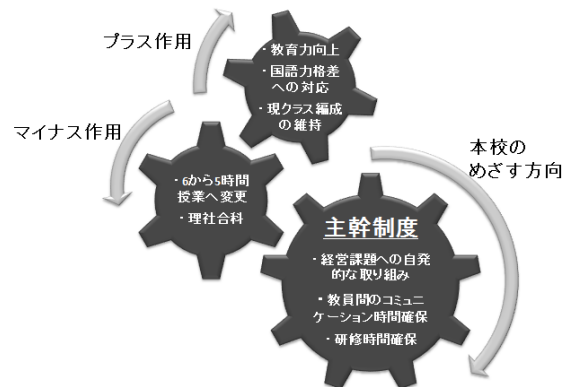 プラス作用
・教育力向上
・国語力格差
への対応
・現クラス編成
の維持
マイナス作用
・6から5時間
授業へ変更
・理社合科
本校の
めざす方向
主幹制度
・経営課題への自発
的な取り組み
・教員間のコミュニ
ケーション時間確保
・研修時間確保